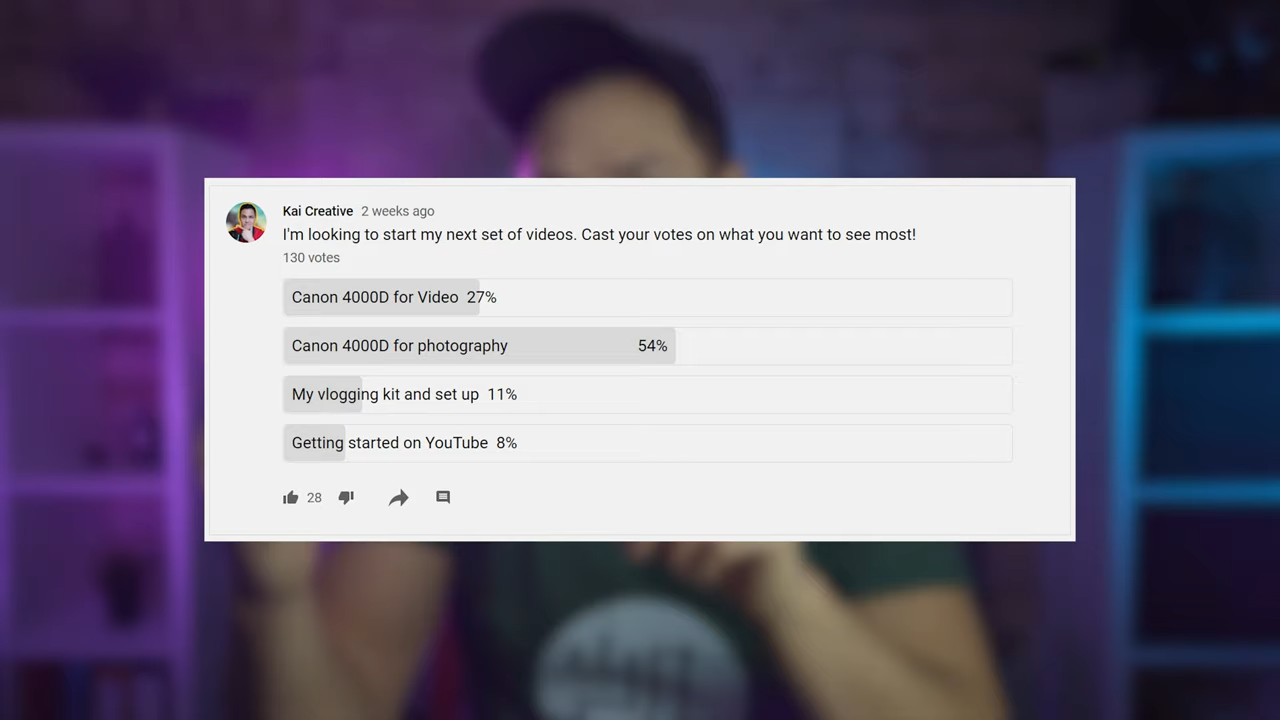 Kai Creative 2 weeks ago
I'm looking to start my next set of videos. Cast your votes on what you want to see most!
130 votes
Canon 4000D for Video 27%
Canon 4000D for photography 54%
My vlogging kit and set up 11%
Getting started on YouTube 8%
28